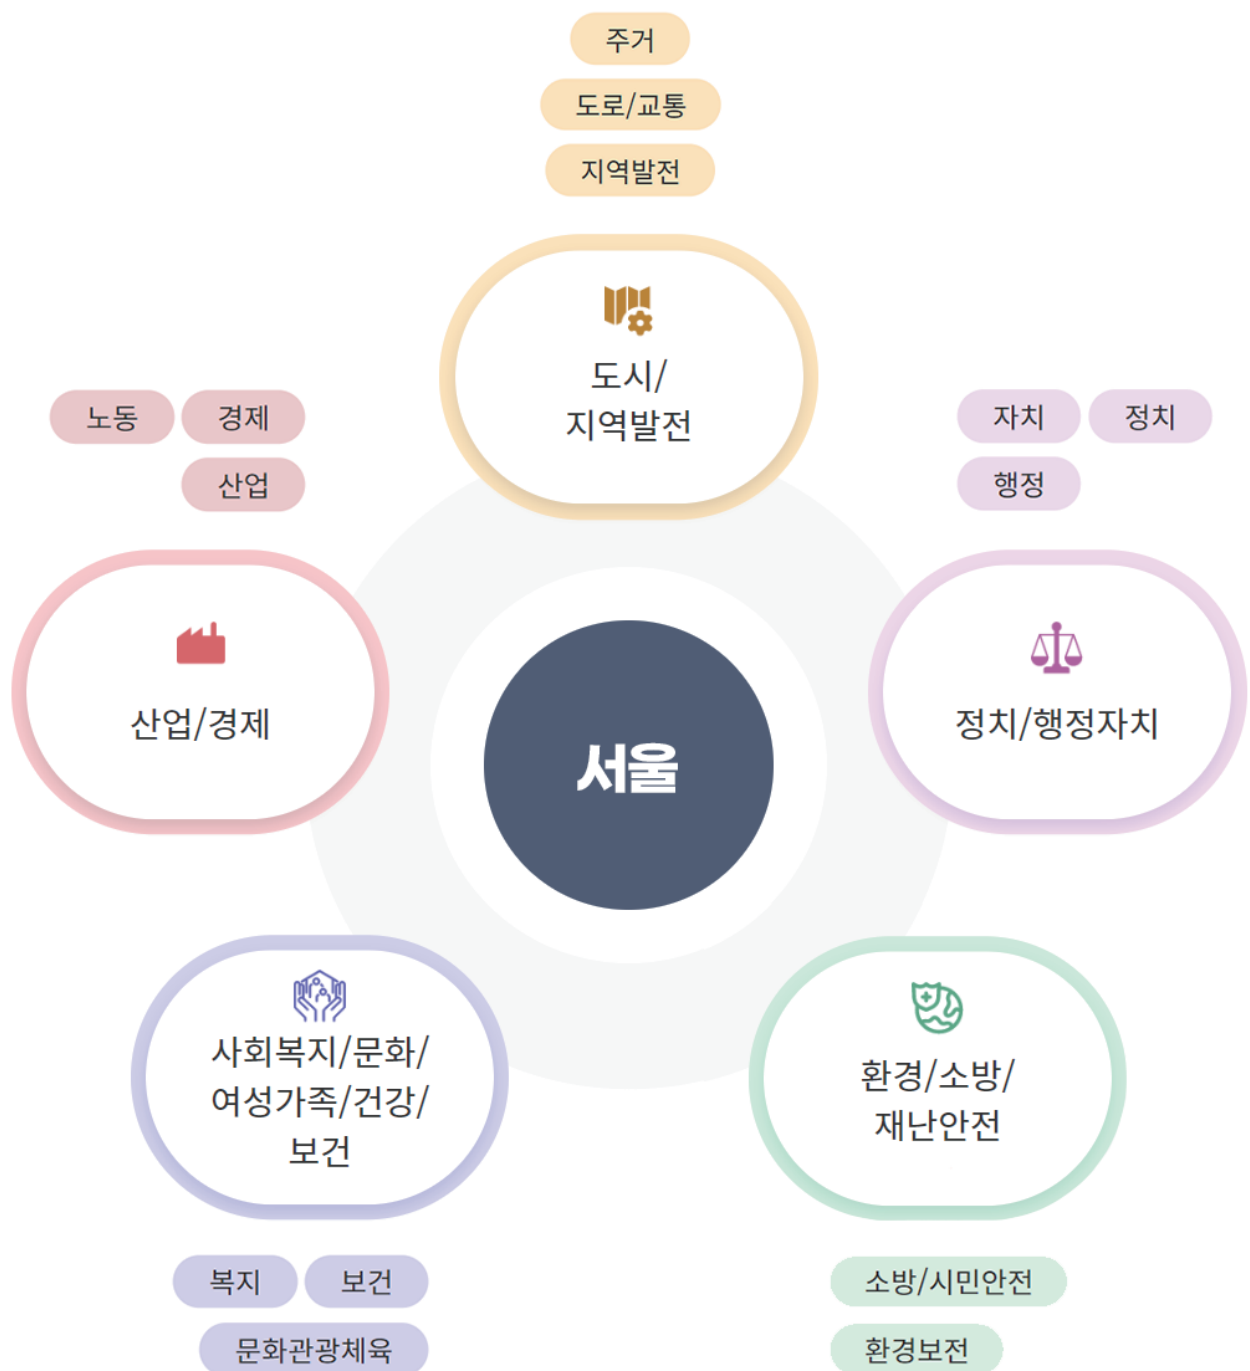 주거
도로/교통
지역발전
도시/
지역발전
노동 경제
산업
자치 정치
행정
산업/경제
정치/행정자치
서울
사회복지/문화/
여성가족/건강/
보건
환경/소방/
재난안전
복지 보건
문화관광체육
소방/시민안전
환경보전